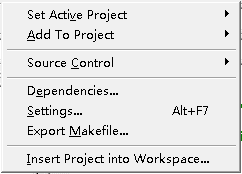 Set Active Project
Add To Project
Source Control
Dependencies...
Settings... Alt+F7
Export Makefile...
Insert Project into Workspace...